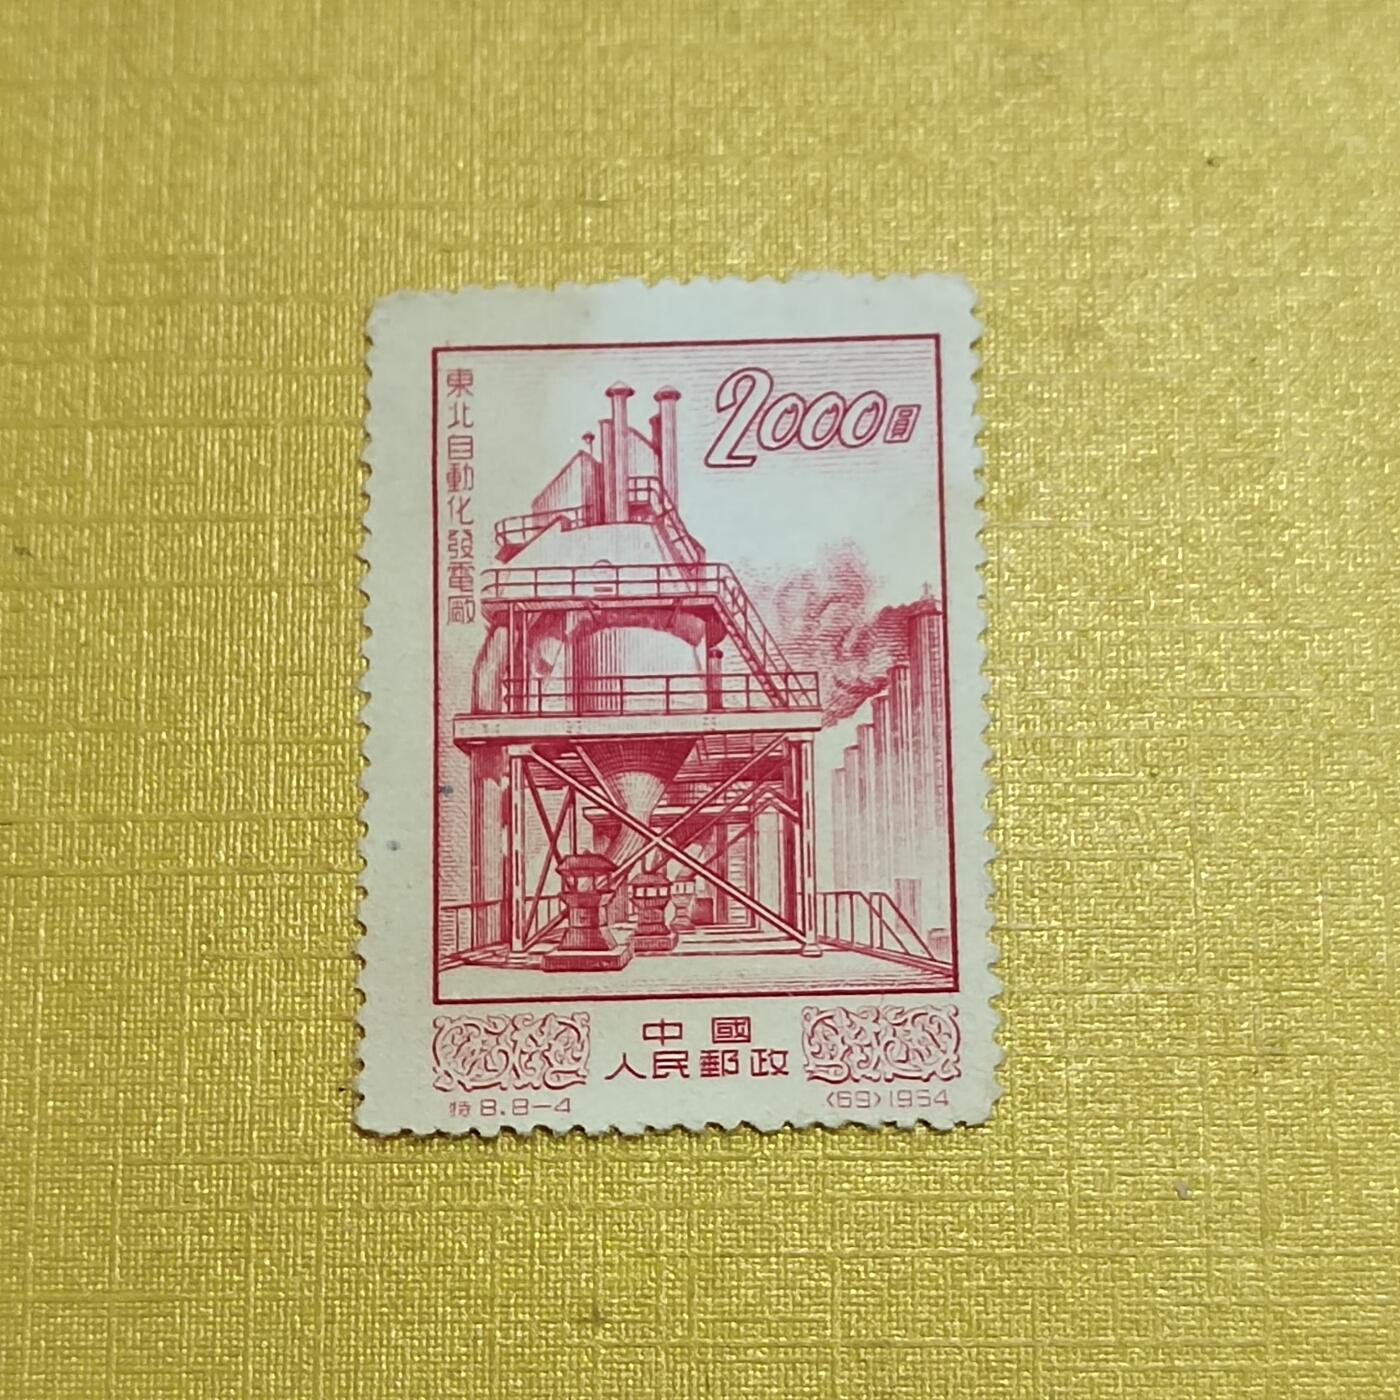 東北自動化發電廠
2000圓
中國
人民郵政
特8.8-4
(69)1954